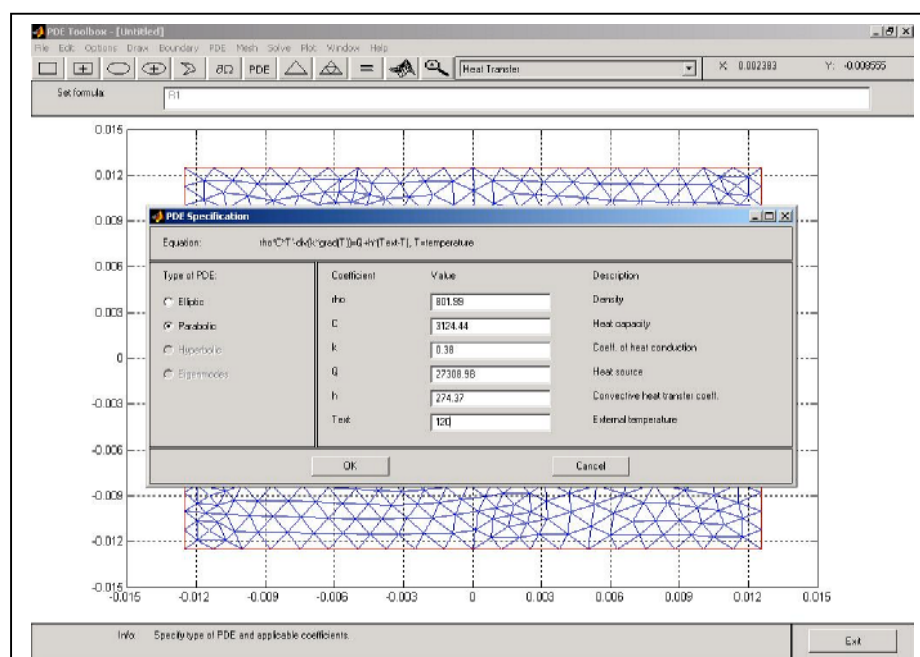 PDE Toolbox - [Untitled]
File Edit Options Draw Boundary PDE Mesh Solve Plot Window Help
∂Ω PDE = Heat Transfer X: 0.002383 Y: -0.008555
Set formula: R1
0.015
0.012
0.009
0.006
0.003
0
-0.003
-0.006
-0.009
-0.012
-0.015
PDE Specification
Equation: rho*C*T'-div(k*grad(T))=Q+h*(Text-T), T=temperature
Type of PDE: Coefficient Value Description
Elliptic rho 801.99 Density
Parabolic C 3124.44 Heat capacity
Hyperbolic k 0.38 Coeff. of heat conduction
Eigenmodes Q 27308.98 Heat source
h 274.37 Convective heat transfer coeff.
Text 120 External temperature
OK Cancel
-0.015 -0.012 -0.009 -0.006 -0.003 0 0.003 0.006 0.009 0.012 0.015
Info: Specify type of PDE and applicable coefficients. Exit